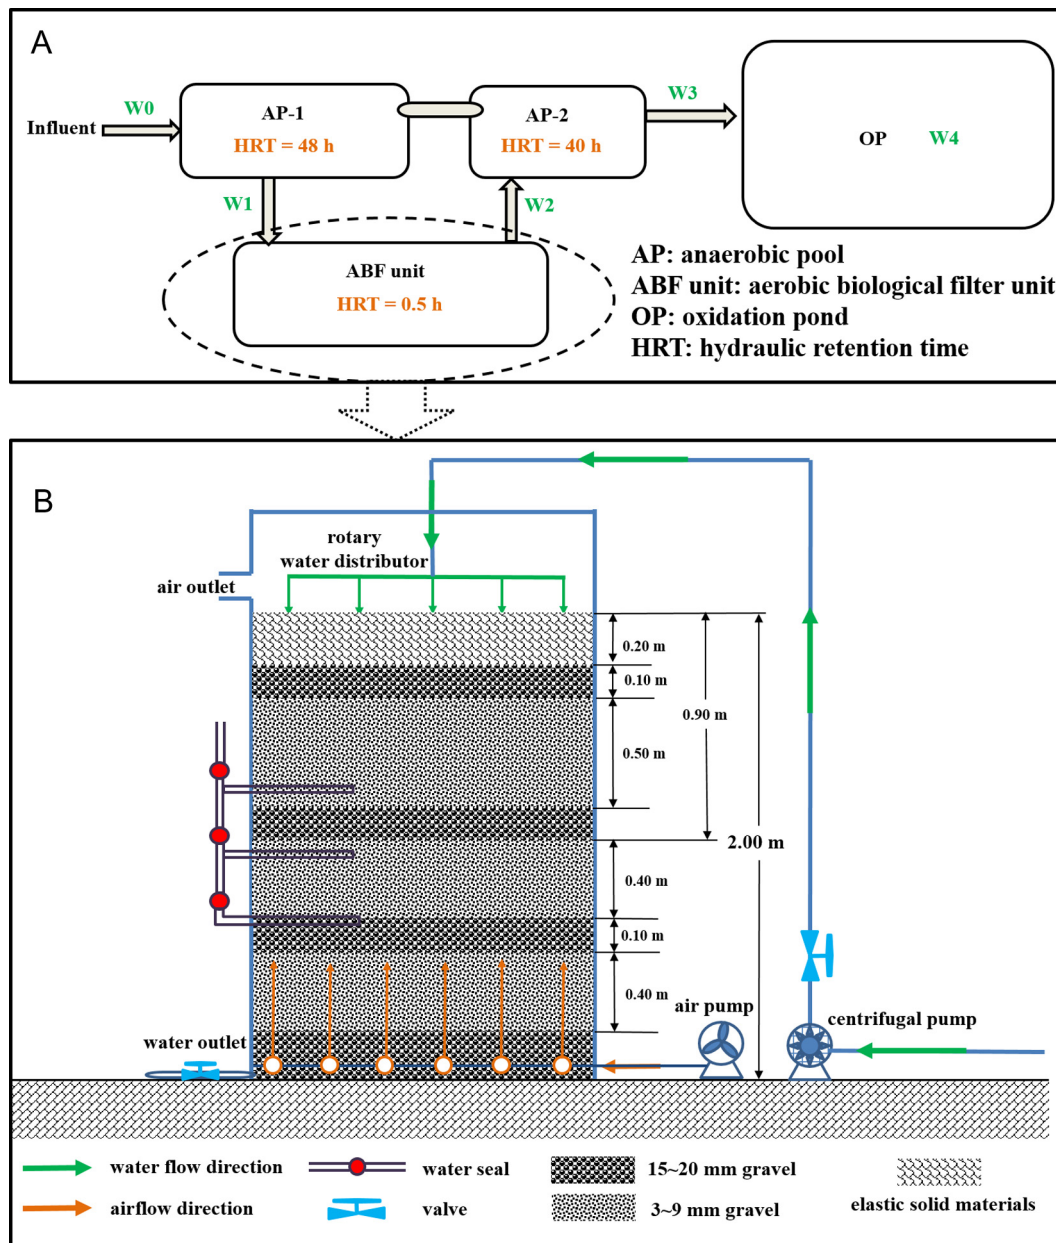 A
Influent
W0
AP-1
HRT = 48 h
AP-2
HRT = 40 h
W3
OP
W4
W1
W2
ABF unit
HRT = 0.5 h
AP: anaerobic pool
ABF unit: aerobic biological filter unit
OP: oxidation pond
HRT: hydraulic retention time
B
rotary
water distributor
air outlet
0.20 m
0.10 m
0.90 m
0.50 m
2.00 m
0.40 m
0.10 m
0.40 m
air pump
centrifugal pump
water outlet
water flow direction
water seal
15~20 mm gravel
airflow direction
valve
3~9 mm gravel
elastic solid materials